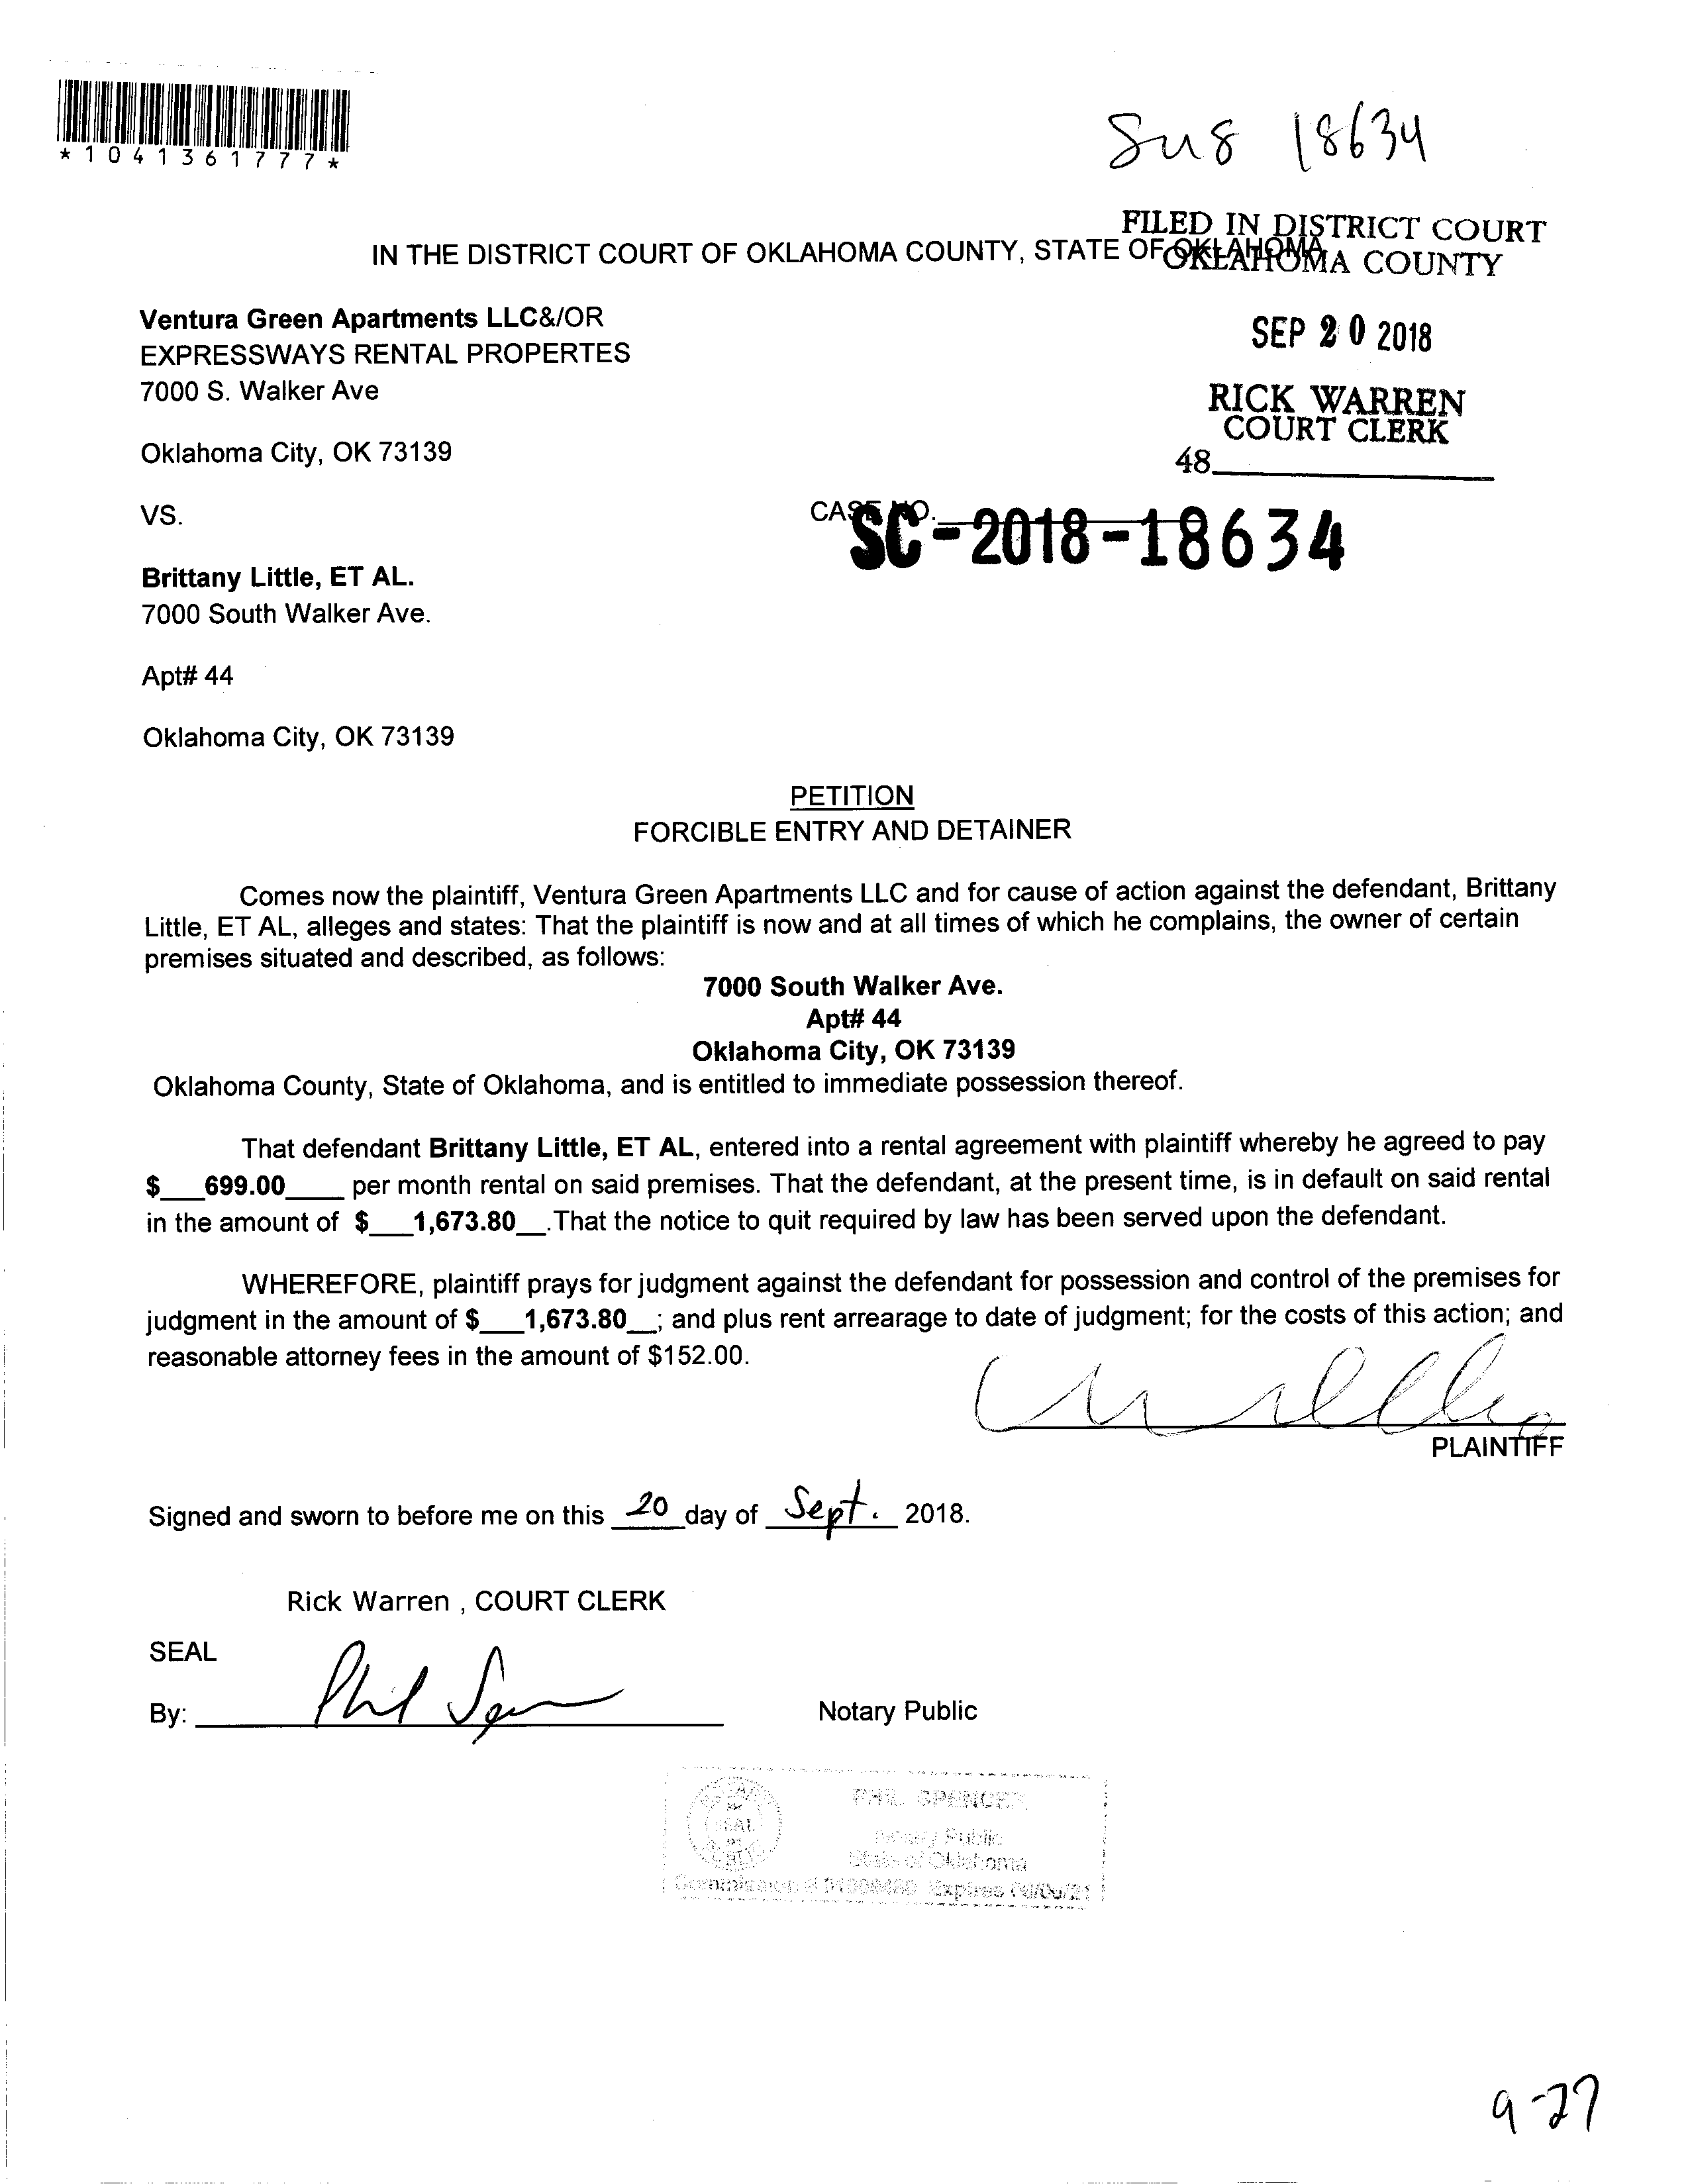 *1041361777*
18634
FILED IN DISTRICT COURT
OKLAHOMA COUNTY
IN THE DISTRICT COURT OF OKLAHOMA COUNTY, STATE OF OKLAHOMA
SEP 20 2018
RICK WARREN
COURT CLERK
48
Ventura Green Apartments LLC&/OR
EXPRESSWAYS RENTAL PROPERTES
7000 S. Walker Ave
Oklahoma City, OK 73139
VS.
CASE NO.
SC-2018-18634
Brittany Little, ET AL.
7000 South Walker Ave.
Apt# 44
Oklahoma City, OK 73139
PETITION
FORCIBLE ENTRY AND DETAINER
Comes now the plaintiff, Ventura Green Apartments LLC and for cause of action against the defendant, Brittany
Little, ET AL, alleges and states: That the plaintiff is now and at all times of which he complains, the owner of certain
premises situated and described, as follows:
7000 South Walker Ave.
Apt# 44
Oklahoma City, OK 73139
Oklahoma County, State of Oklahoma, and is entitled to immediate possession thereof.
That defendant Brittany Little, ET AL, entered into a rental agreement with plaintiff whereby he agreed to pay
$___699.00____ per month rental on said premises. That the defendant, at the present time, is in default on said rental
in the amount of $___1,673.80__.That the notice to quit required by law has been served upon the defendant.
WHEREFORE, plaintiff prays for judgment against the defendant for possession and control of the premises for
judgment in the amount of $___1,673.80__; and plus rent arrearage to date of judgment; for the costs of this action; and
reasonable attorney fees in the amount of $152.00.
PLAINTIFF
Signed and sworn to before me on this 20 day of Sept. 2018.
Rick Warren , COURT CLERK
SEAL
By: Phil Spencer
Notary Public
PHIL SPENCER
Notary Public
State of Oklahoma
SEAL
Commission # Expires
9-27